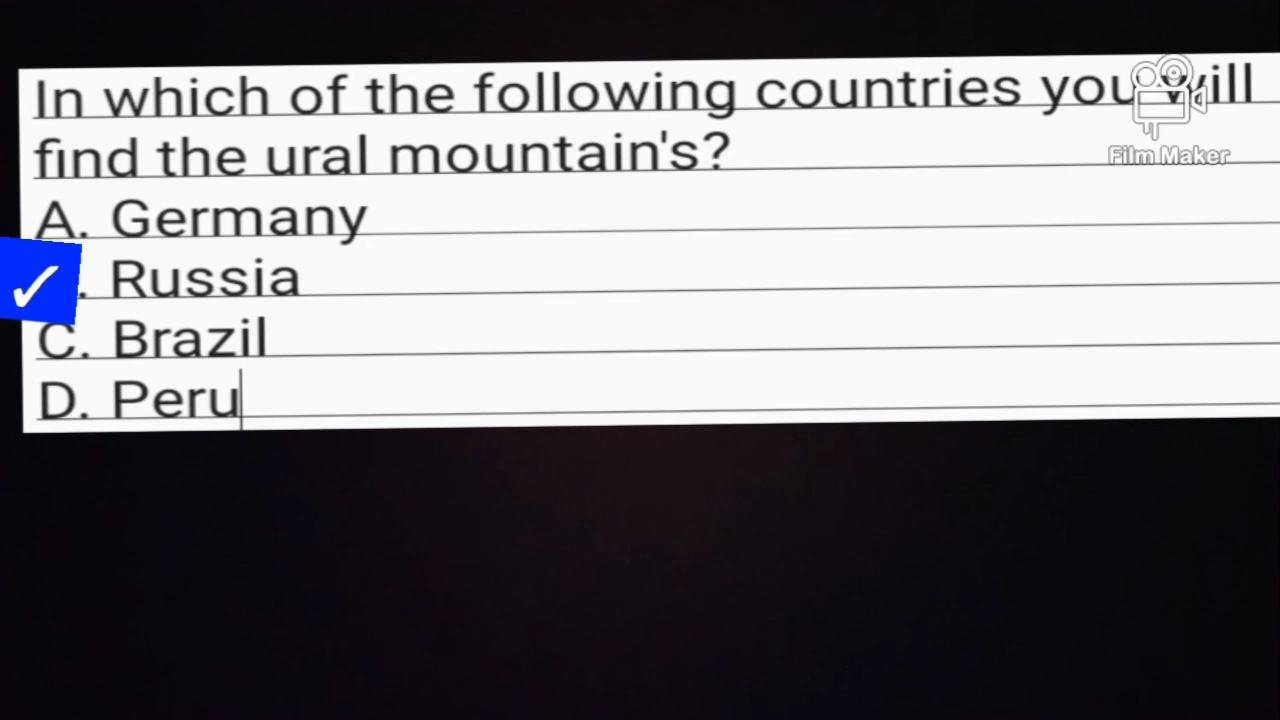 In which of the following countries you will
find the ural mountain's?
A. Germany
. Russia
C. Brazil
D. Peru
Film Maker